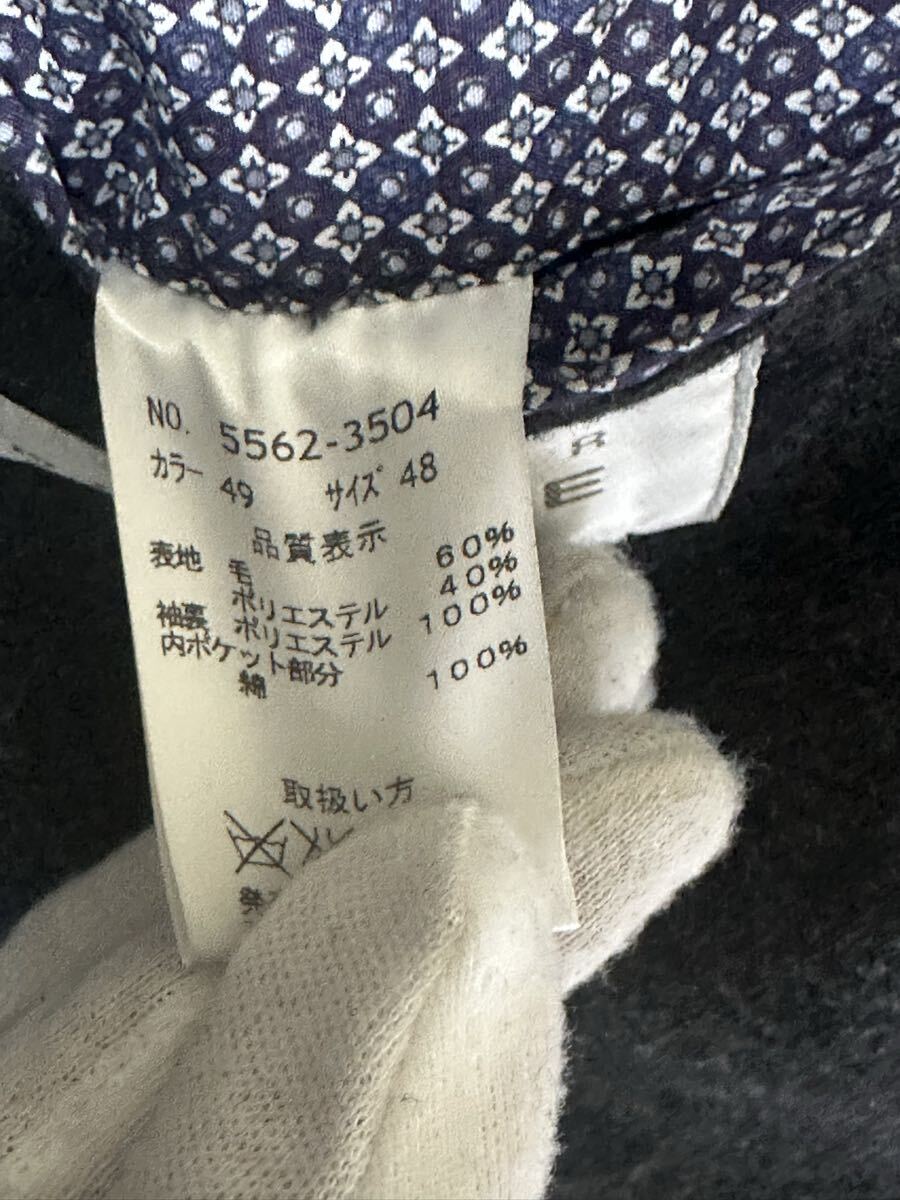 NO. 5562-3504
カラー 49 サイズ 48
品質表示
表地 毛 60%
ポリエステル 40%
袖裏 ポリエステル 100%
内ポケット部分
綿 100%
取扱い方
R
E